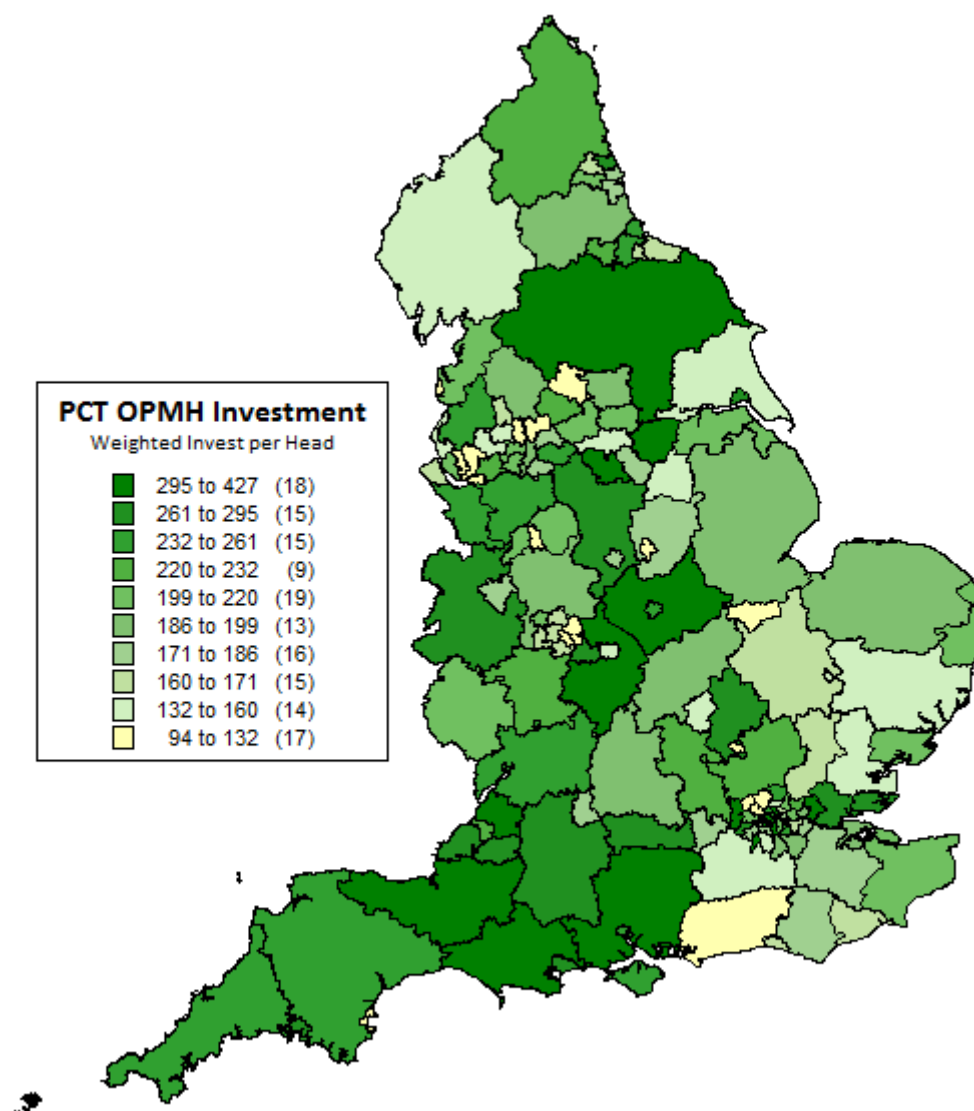 PCT OPMH Investment
Weighted Invest per Head
295 to 427 (18)
261 to 295 (15)
232 to 261 (15)
220 to 232 (9)
199 to 220 (19)
186 to 199 (13)
171 to 186 (16)
160 to 171 (15)
132 to 160 (14)
94 to 132 (17)